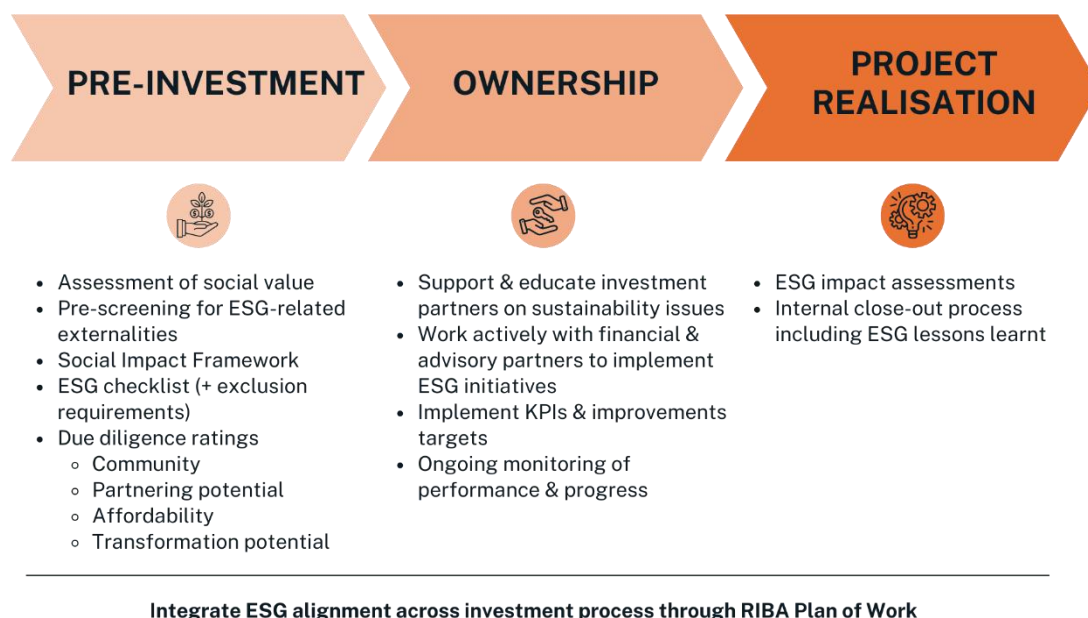 PRE-INVESTMENT
OWNERSHIP
PROJECT
REALISATION
• Assessment of social value
• Pre-screening for ESG-related
externalities
• Social Impact Framework
• ESG checklist (+ exclusion
requirements)
• Due diligence ratings
◦ Community
◦ Partnering potential
◦ Affordability
◦ Transformation potential
• Support & educate investment
partners on sustainability issues
• Work actively with financial &
advisory partners to implement
ESG initiatives
• Implement KPIs & improvements
targets
• Ongoing monitoring of
performance & progress
• ESG impact assessments
• Internal close-out process
including ESG lessons learnt
Integrate ESG alignment across investment process through RIBA Plan of Work